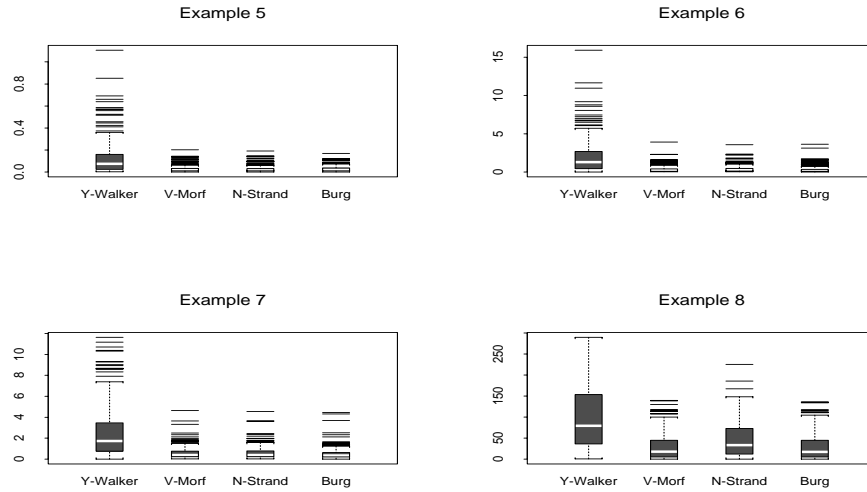 Example 5
0.8
0.4
0.0
Y-Walker V-Morf N-Strand Burg
Example 6
15
10
5
0
Y-Walker V-Morf N-Strand Burg
Example 7
10
8
6
4
2
0
Y-Walker V-Morf N-Strand Burg
Example 8
250
150
50
0
Y-Walker V-Morf N-Strand Burg